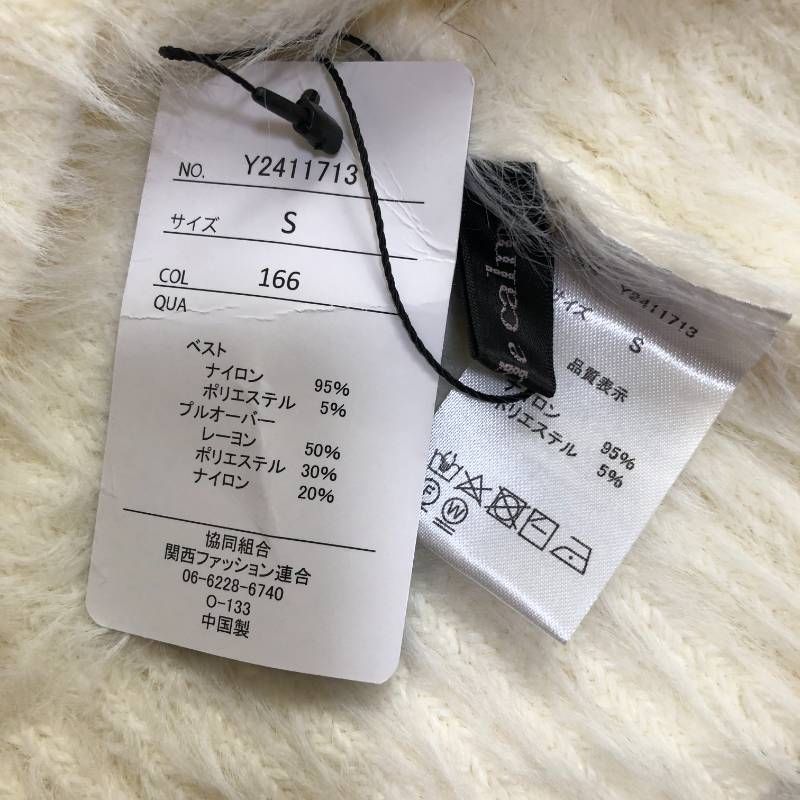 NO. Y2411713
サイズ S
COL 166
QUA
ベスト
ナイロン 95%
ポリエステル 5%
プルオーバー
レーヨン 50%
ポリエステル 30%
ナイロン 20%
協同組合
関西ファッション連合
06-6228-6740
O-133
中国製
Y2411713
サイズ S
品質表示
ナイロン 95%
ポリエステル 5%
F
W